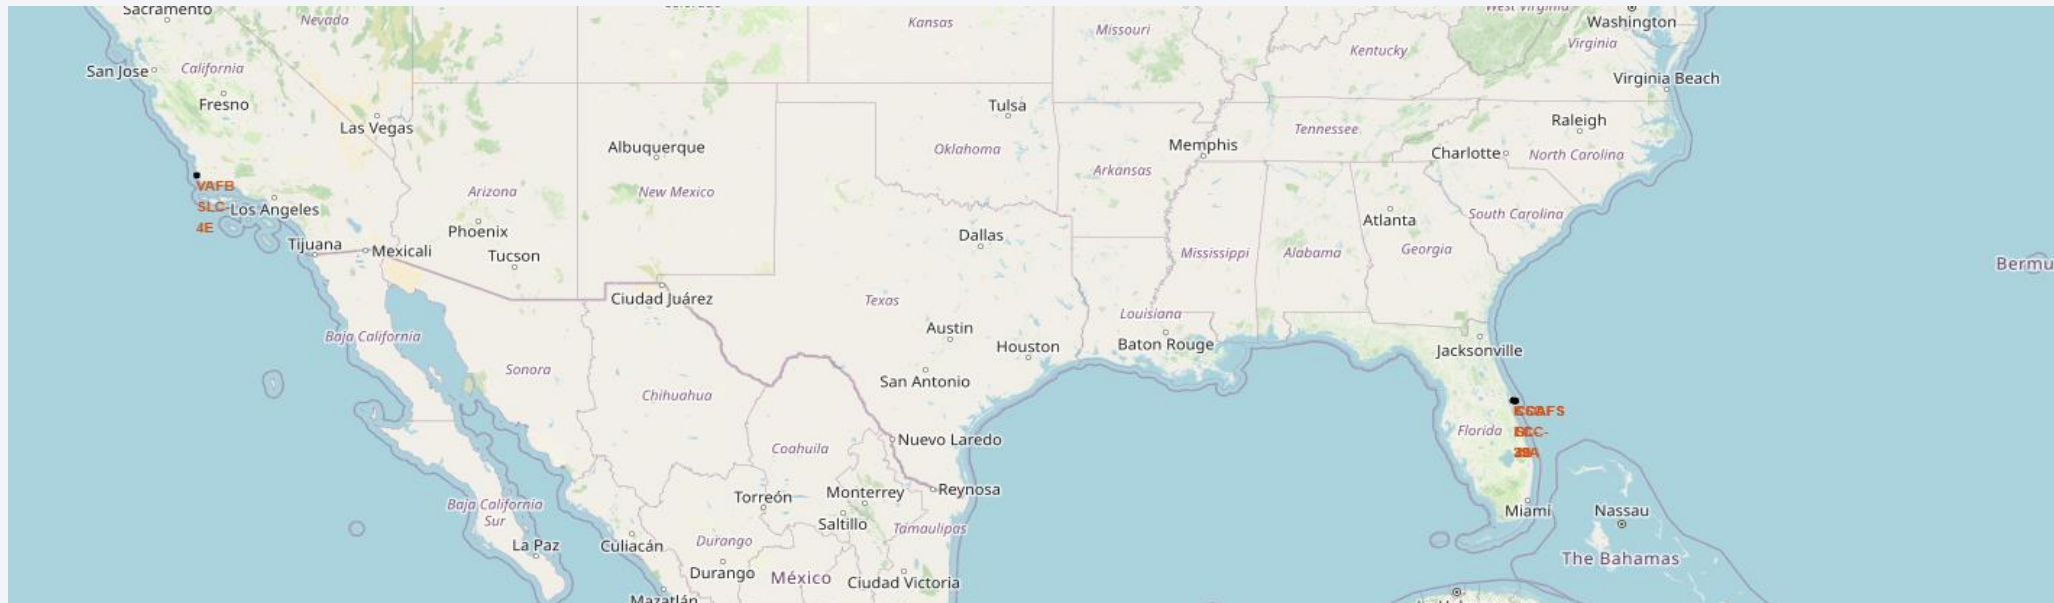 Sacramento
Nevada
Kansas
Missouri
West Virginia
Washington
Kentucky
Virginia
San Jose
California
Virginia Beach
Fresno
Tulsa
Las Vegas
Raleigh
Tennessee
Albuquerque
Oklahoma
Memphis
Charlotte
North Carolina
Arkansas
VAFB
SLC-
4E
Arizona
New Mexico
Los Angeles
South Carolina
Atlanta
Phoenix
Dallas
Tijuana
Mexicali
Tucson
Mississippi
Alabama
Georgia
Bermu
Ciudad Juárez
Texas
Louisiana
Austin
Baja California
Houston
Baton Rouge
Jacksonville
Sonora
San Antonio
Chihuahua
Florida
Nuevo Laredo
Coahuila
Torreón
Monterrey
Reynosa
Baja California
Sur
Saltillo
Tamaulipas
Miami
Nassau
La Paz
Culiacán
Durango
The Bahamas
Durango
México
Ciudad Victoria
Mazatlán